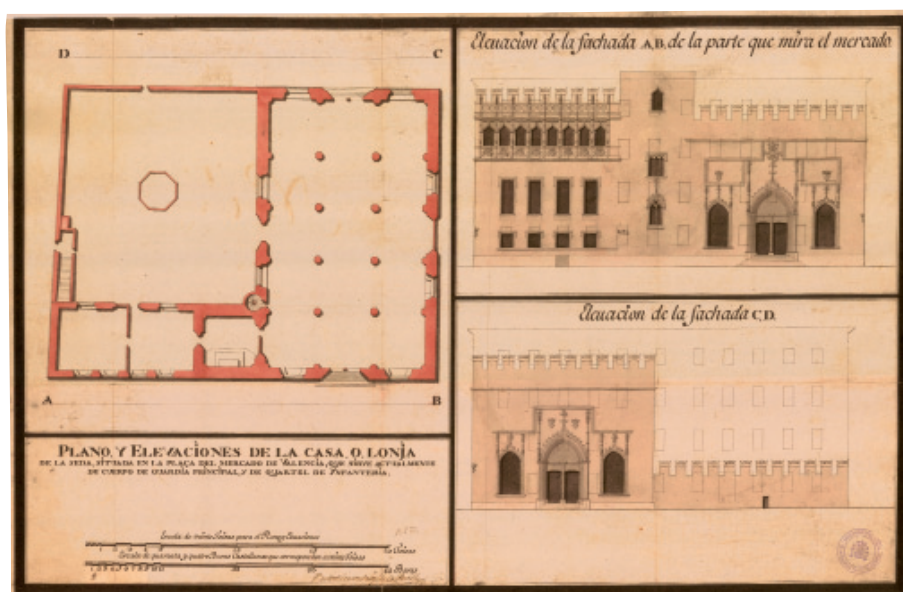 D C
A B
PLANO, Y ELEVACIONES DE LA CASA, O, LONJA
DE LA SEDA, SITUADA EN LA PLAÇA DEL MERCADO DE VALENCIA, QUE SIRVE ACTUALMENTE
DE CUERPO DE GUARDIA PRINCIPAL, Y DE QUARTEL DE YNFANTERIA.
Elevacion de la fachada A,B, de la parte que mira el mercado
Elevacion de la fachada C,D.